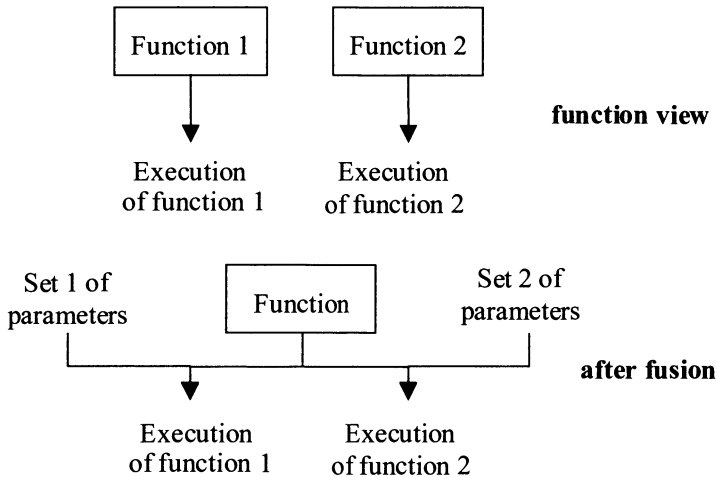 Function 1
Function 2
function view
Execution
of function 1
Execution
of function 2
Set 1 of
parameters
Function
Set 2 of
parameters
after fusion
Execution
of function 1
Execution
of function 2